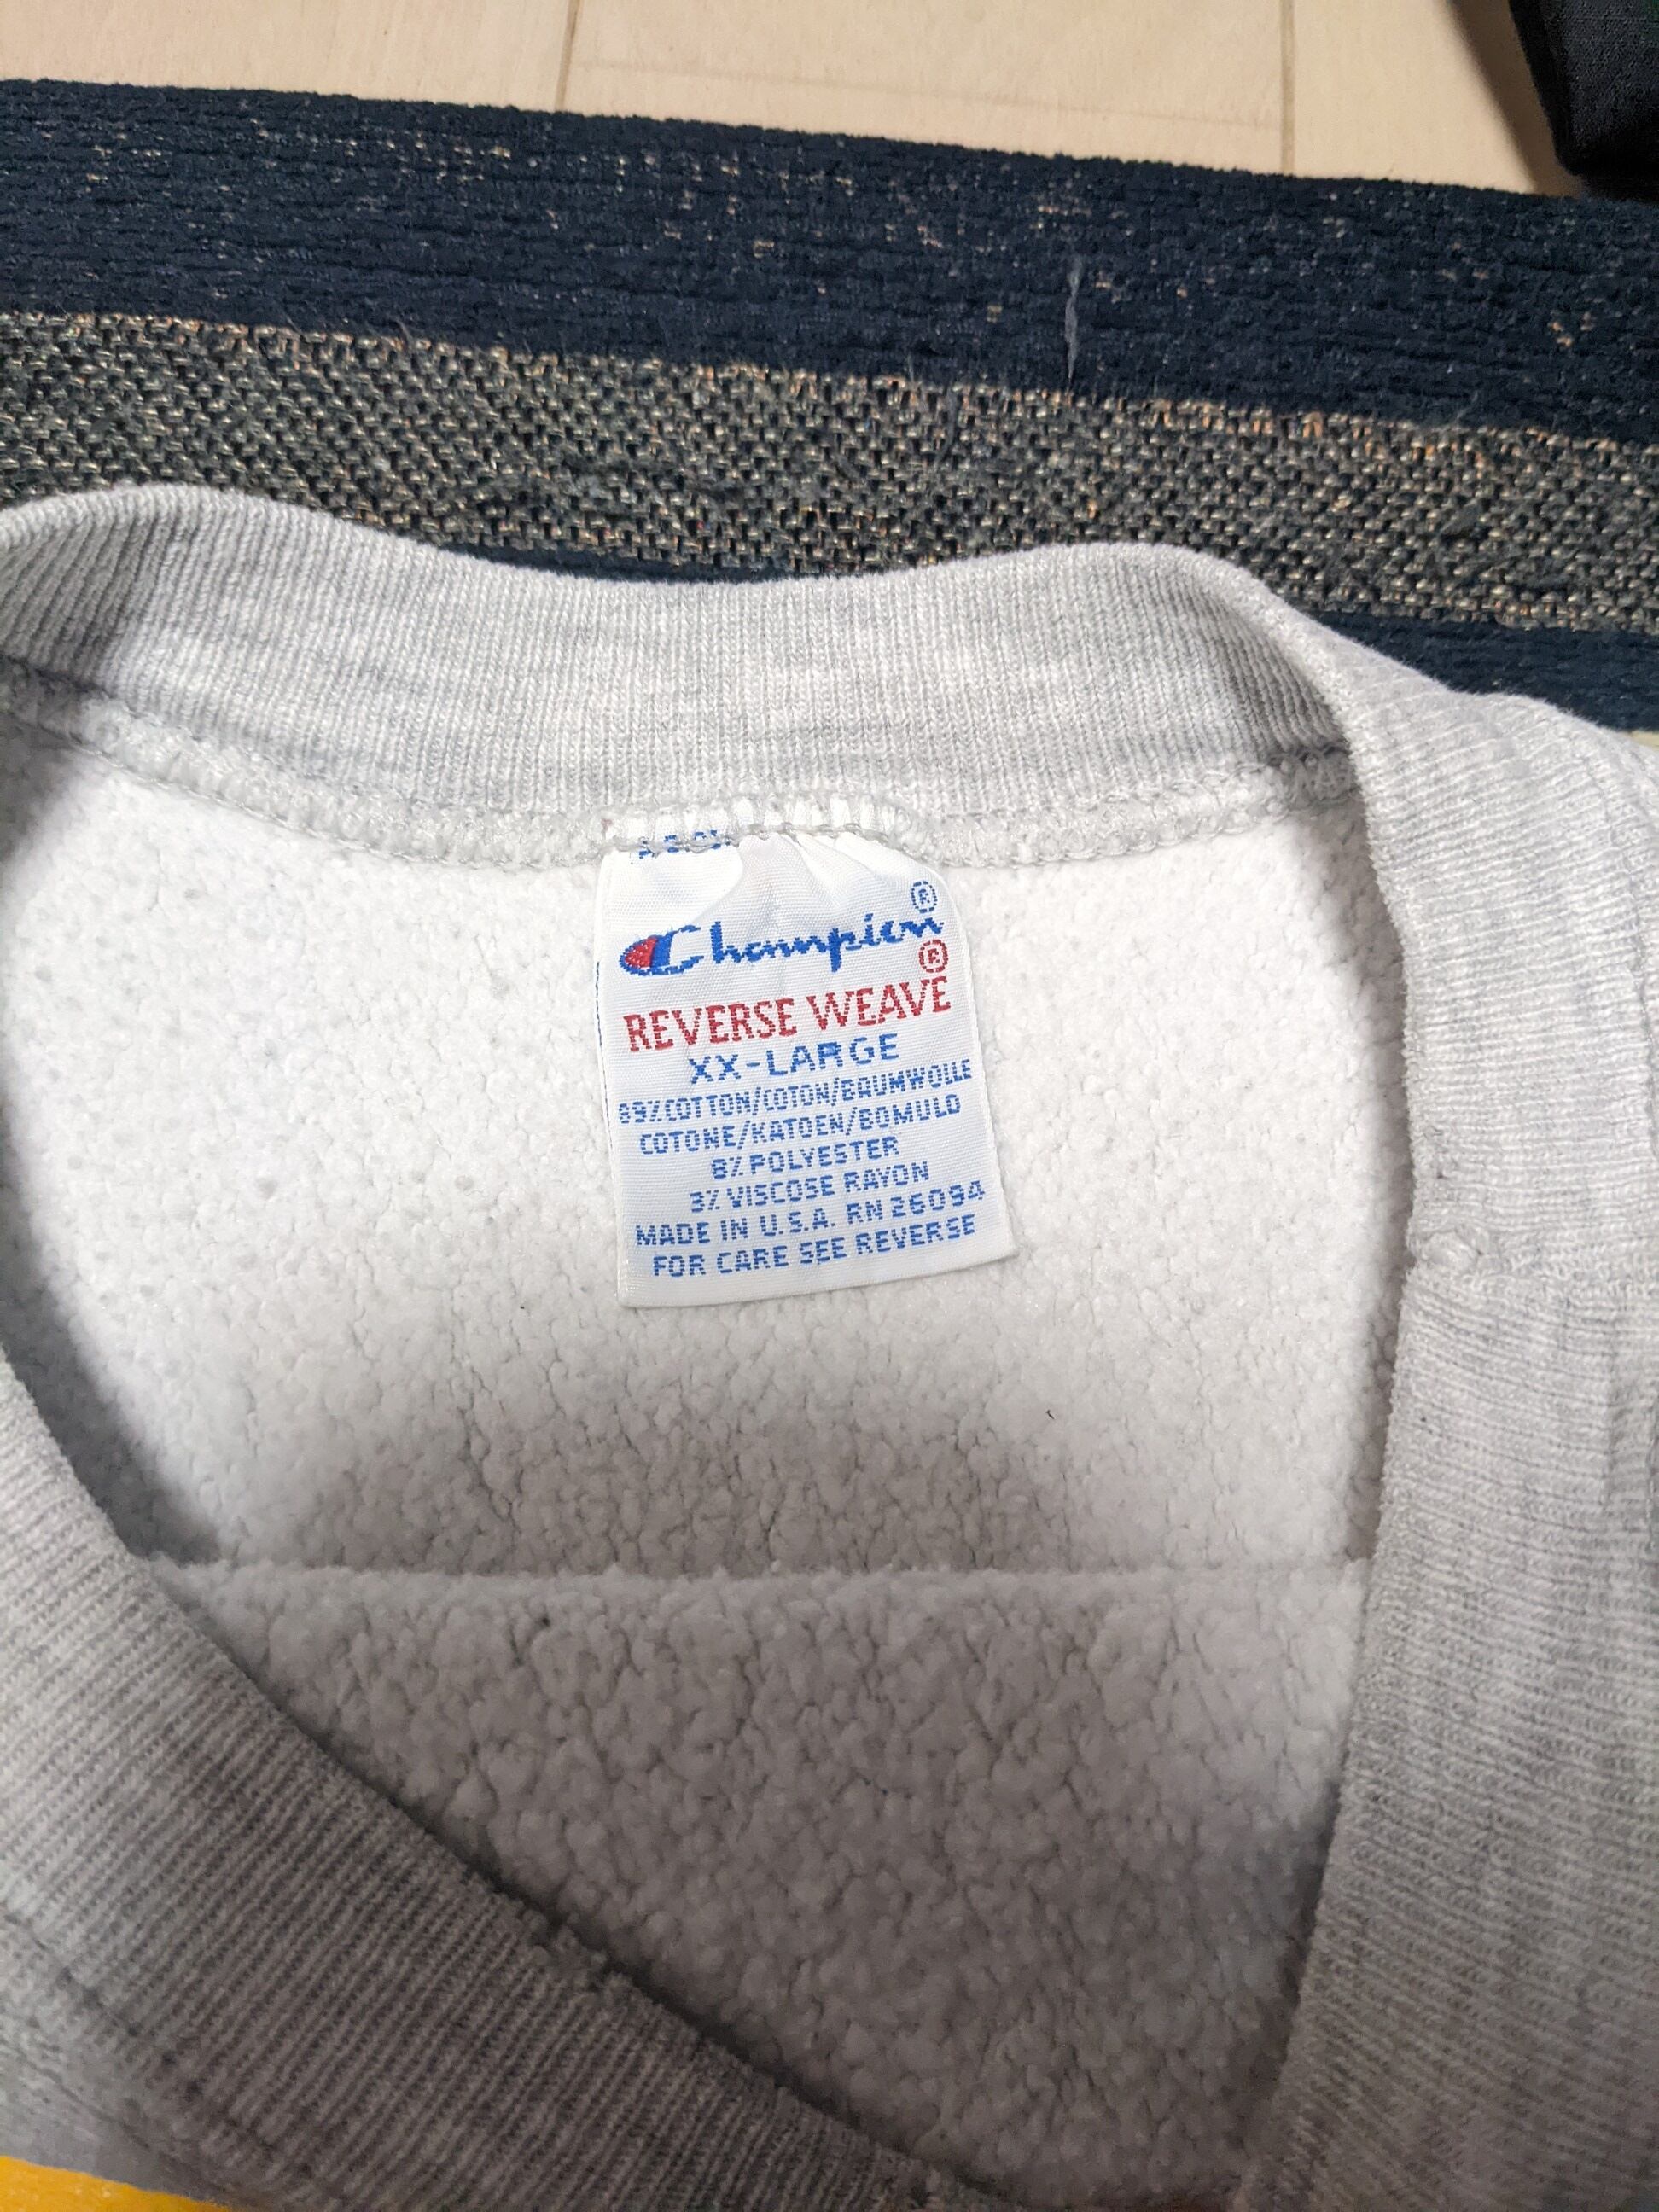 ®
Champion
®
REVERSE WEAVE
XX-LARGE
89% COTTON/COTON/BAUMWOLLE
COTONE/KATOEN/BOMULD
8% POLYESTER
3% VISCOSE RAYON
MADE IN U.S.A. RN 26094
FOR CARE SEE REVERSE